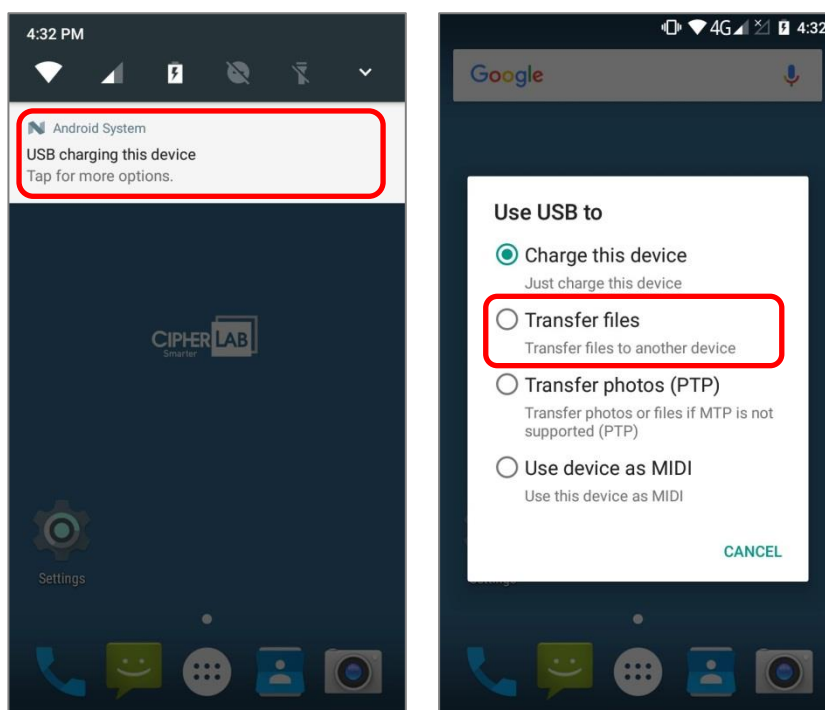 4:32 PM
Android System
USB charging this device
Tap for more options.
CIPHERLAB
Smarter
Settings
4G
4:32
Google
Use USB to
Charge this device
Just charge this device
Transfer files
Transfer files to another device
Transfer photos (PTP)
Transfer photos or files if MTP is not
supported (PTP)
Use device as MIDI
Use this device as MIDI
CANCEL